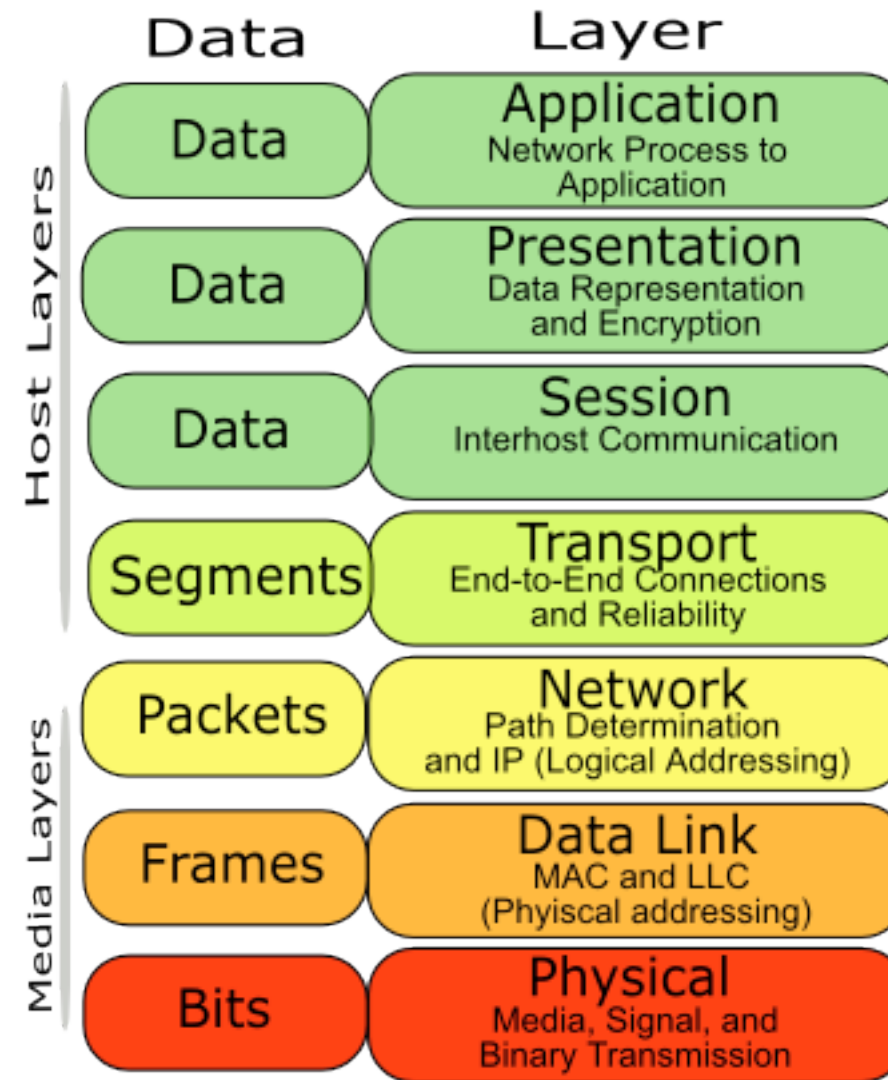 Data
Layer
Host Layers
Data
Application
Network Process to
Application
Data
Presentation
Data Representation
and Encryption
Data
Session
Interhost Communication
Segments
Transport
End-to-End Connections
and Reliability
Media Layers
Packets
Network
Path Determination
and IP (Logical Addressing)
Frames
Data Link
MAC and LLC
(Phyiscal addressing)
Bits
Physical
Media, Signal, and
Binary Transmission